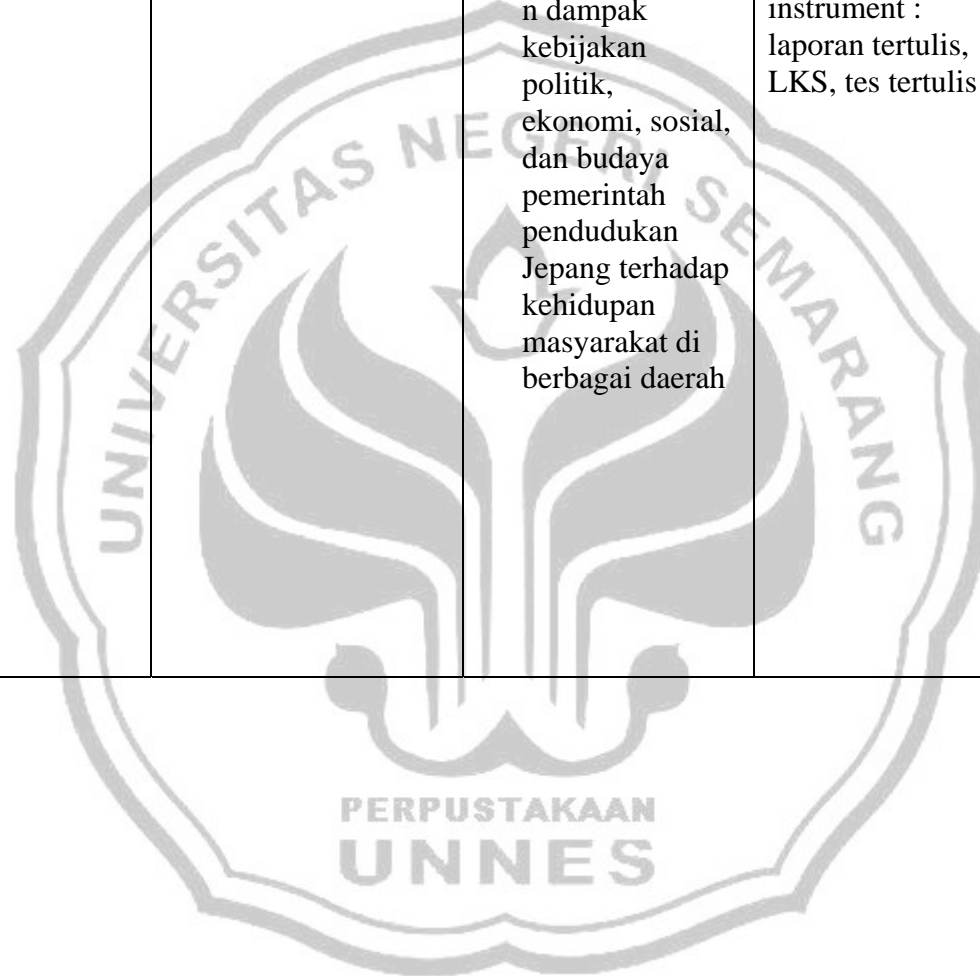 n dampak
kebijakan
politik,
ekonomi, sosial,
dan budaya
pemerintah
pendudukan
Jepang terhadap
kehidupan
masyarakat di
berbagai daerah
instrument :
laporan tertulis,
LKS, tes tertulis
UNIVERSITAS NEGERI SEMARANG
PERPUSTAKAAN
UNNES